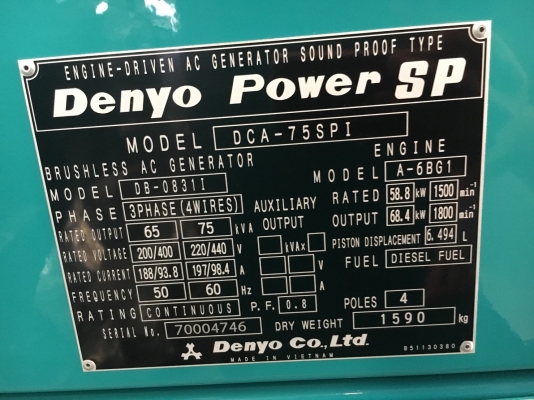 ENGINE-DRIVEN AC GENERATOR SOUND PROOF TYPE
Denyo Power SP
MODEL DCA-75SPI
BRUSHLESS AC GENERATOR
MODEL DB-0831I
PHASE 3PHASE(4WIRES)
RATED OUTPUT 65 75 kVA
RATED VOLTAGE 200/400 220/440 V
RATED CURRENT 188/93.8 197/98.4 A
FREQUENCY 50 60 Hz
RATING CONTINUOUS
SERIAL No. 70004746
AUXILIARY
OUTPUT
kVAx
V
A
P.F. 0.8
ENGINE
MODEL A-6BG1
RATED 58.8 kW 1500 min-1
OUTPUT 68.4 kW 1800 min-1
PISTON DISPLACEMENT 6.494 L
FUEL DIESEL FUEL
POLES 4
DRY WEIGHT 1590 kg
Denyo Co.,Ltd.
MADE IN VIETNAM
851130380